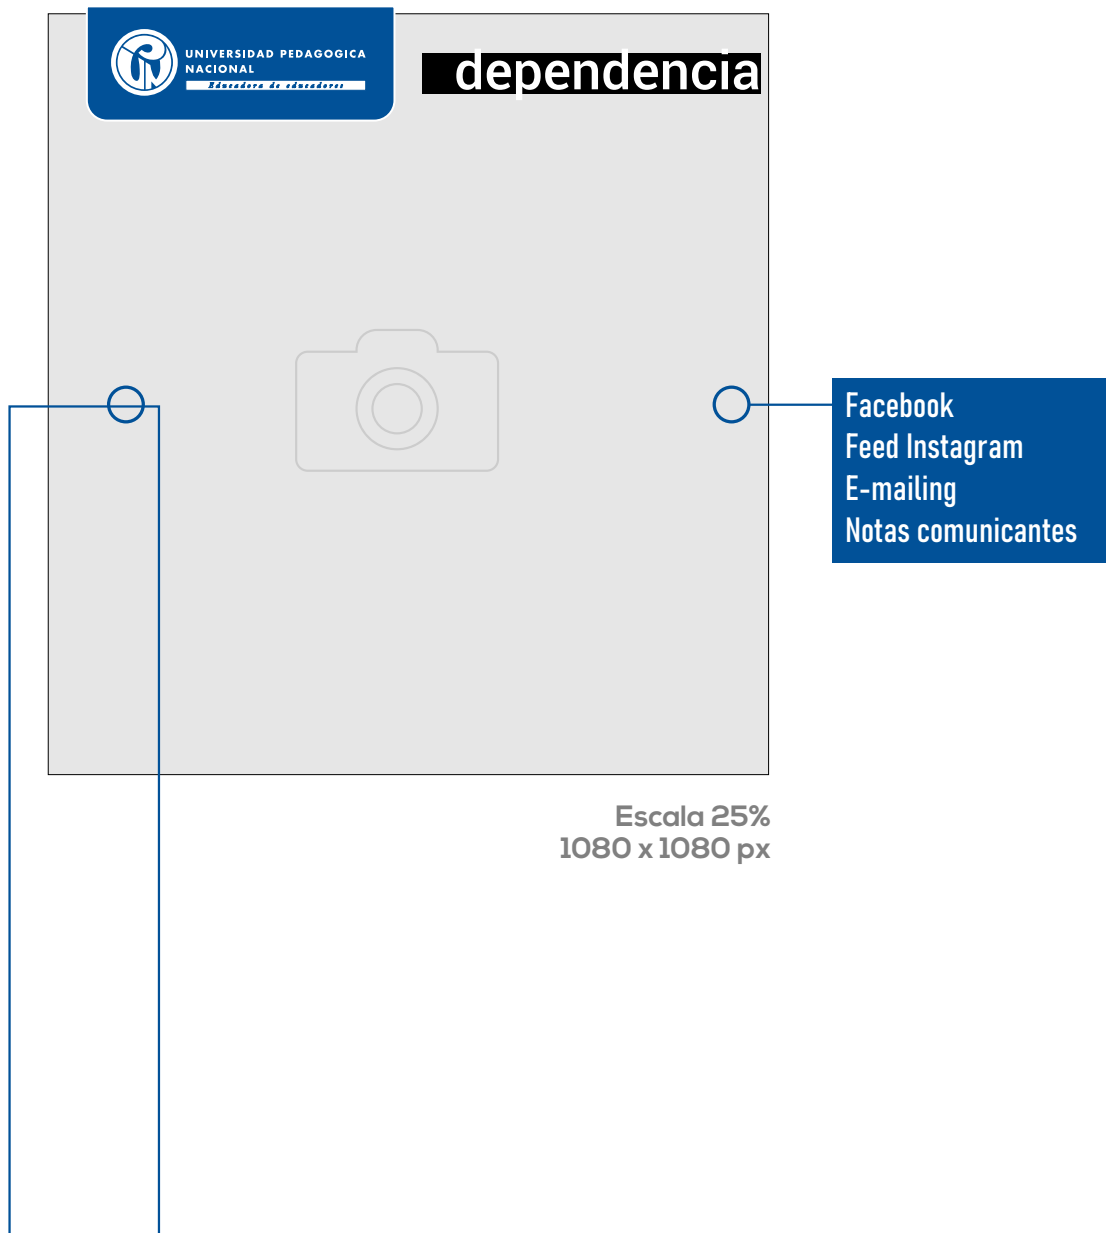 UNIVERSIDAD PEDAGOGICA
NACIONAL
Educadora de educadores
dependencia
Facebook
Feed Instagram
E-mailing
Notas comunicantes
Escala 25%
1080 x 1080 px